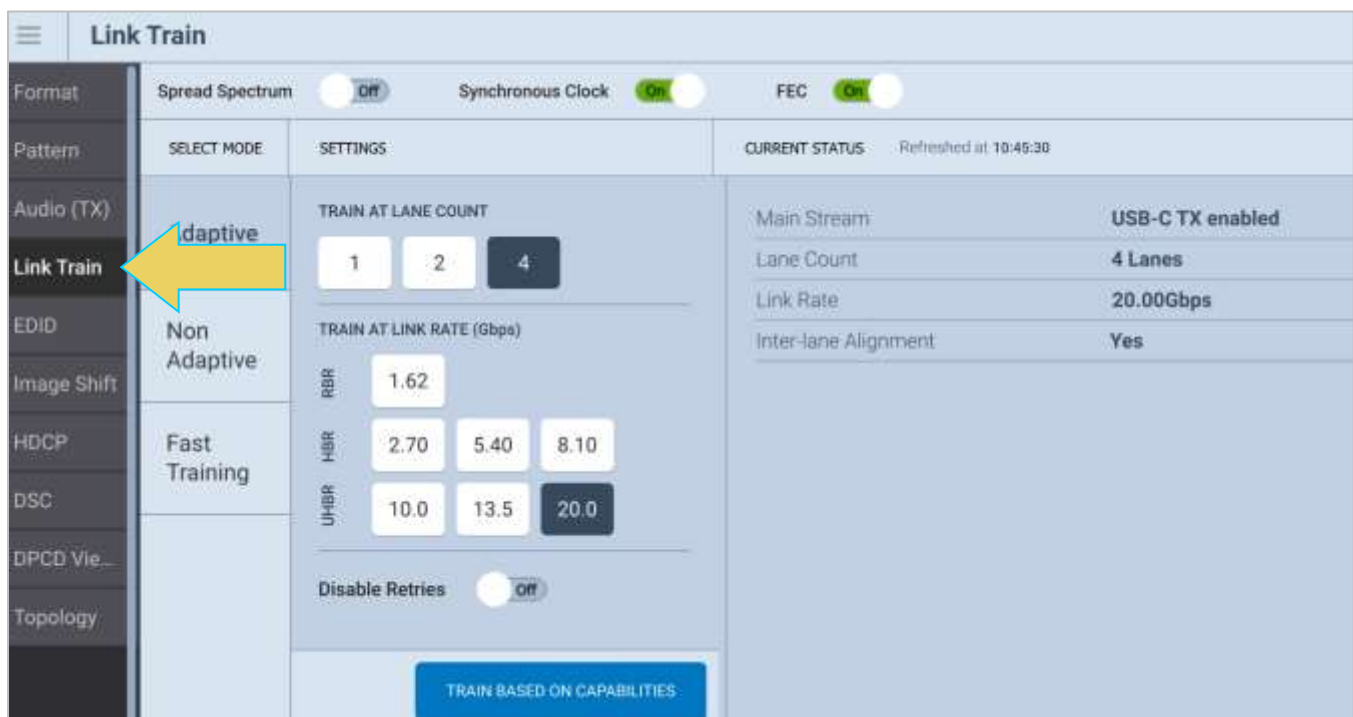 Link Train
Spread Spectrum Off Synchronous Clock On FEC On
SELECT MODE SETTINGS CURRENT STATUS Refreshed at 10:45:30
Format
Pattern
Audio (TX)
Link Train
EDID
Image Shift
HDCP
DSC
DPCD Vie...
Topology
daptive
Non
Adaptive
Fast
Training
TRAIN AT LANE COUNT
1 2 4
TRAIN AT LINK RATE (Gbps)
RBR 1.62
HBR 2.70 5.40 8.10
UHBR 10.0 13.5 20.0
Disable Retries Off
TRAIN BASED ON CAPABILITIES
Main Stream USB-C TX enabled
Lane Count 4 Lanes
Link Rate 20.00Gbps
Inter-lane Alignment Yes